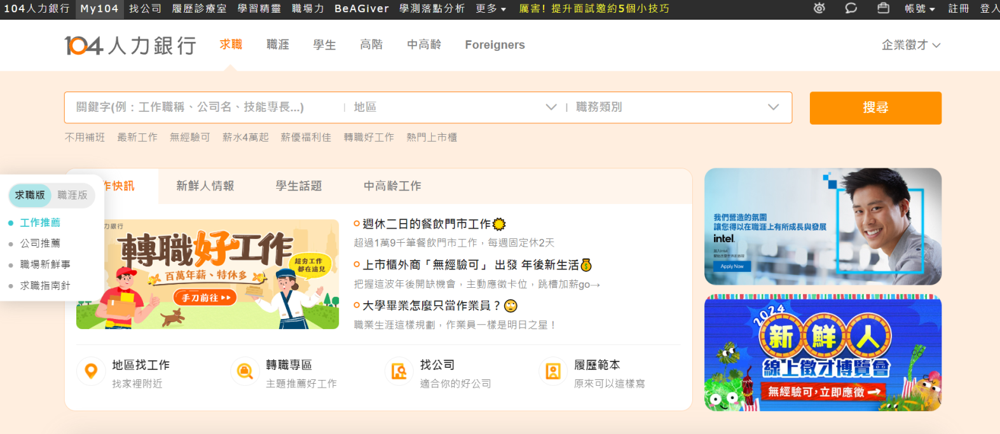 104人力銀行 My104 找公司 履歷診療室 學習精靈 職場力 BeAGiver 學測落點分析 更多 厲害! 提升面試邀約5個小技巧 帳號 註冊 登入
104人力銀行 求職 職涯 學生 高階 中高齡 Foreigners 企業徵才
關鍵字(例：工作職稱、公司名、技能專長...) 地區 職務類別 搜尋
不用補班 最新工作 無經驗可 薪水4萬起 薪優福利佳 轉職好工作 熱門上市櫃
求職版 職涯版
工作推薦
公司推薦
職場新鮮事
求職指南針
作快訊 新鮮人情報 學生話題 中高齡工作
力銀行
轉職好工作
百萬年薪、特休多
手刀前往
超夯工作
都在這兒
週休二日的餐飲門市工作
超過1萬9千筆餐飲門市工作，每週固定休2天
上市櫃外商「無經驗可」 出發 年後新生活💰
把握這波年後開缺機會，主動應徵卡位，跳槽加薪go→
大學畢業怎麼只當作業員？🙄
職業生涯這樣規劃，作業員一樣是明日之星！
地區找工作
找家裡附近
轉職專區
主題推薦好工作
找公司
適合你的好公司
履歷範本
原來可以這樣寫
我們營造的氛圍
讓您得以在職涯上有所成長與發展
intel.
Apply Now
2024
新鮮人
線上徵才博覽會
無經驗可，立即應徵→